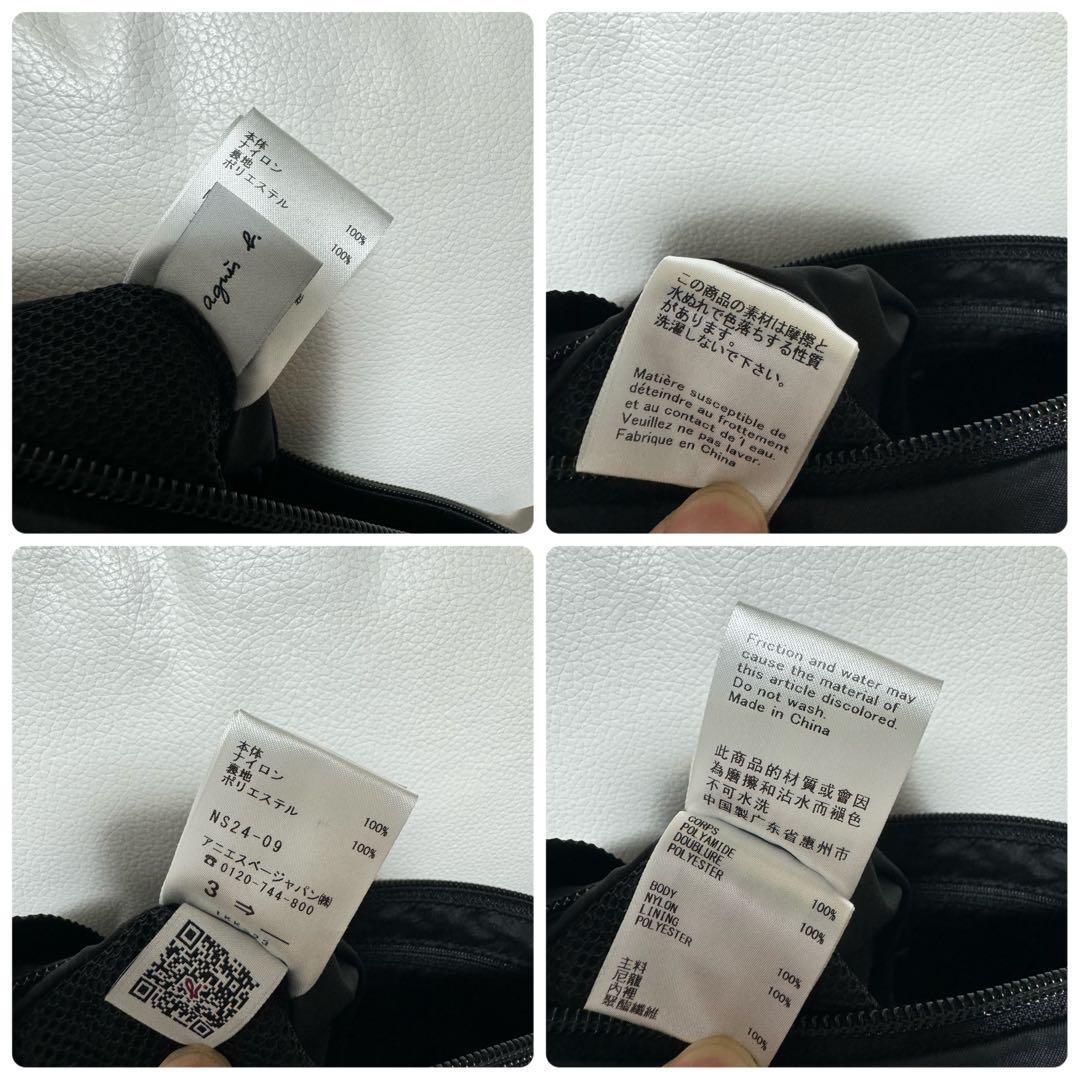 本体
ナイロン
裏地
ポリエステル
100%
100%
agnès b.
この商品の素材は摩擦と
水ぬれで色落ちする性質
があります。
洗濯しないで下さい。
Matière susceptible de
déteindre au frottement
et au contact de l eau.
Veuillez ne pas laver.
Fabrique en China
本体
ナイロン
裏地
ポリエステル
100%
100%
NS24-09
アニエスベージャパン㈱
☎0120-744-800
3 ⇒
b.
Friction and water may
cause the material of
this article discolored.
Do not wash.
Made in China
此商品的材質或會因
為磨擦和沾水而褪色
不可水洗
中国製广东省惠州市
CORPS
POLYAMIDE
DOUBLURE
POLYESTER
100%
100%
BODY
NYLON
LINING
POLYESTER
100%
100%
主料
尼龍
内裡
聚酯纖維
100%